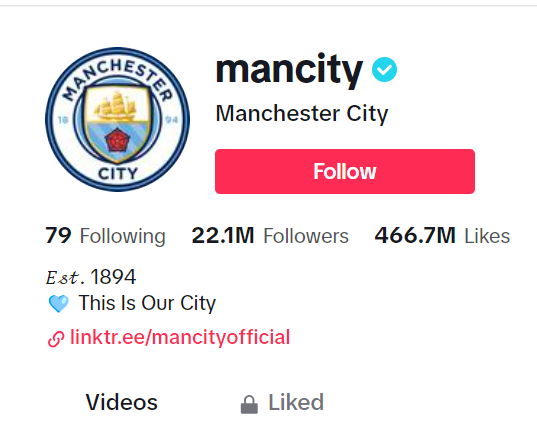 MANCHESTER
18 94
CITY
mancity
Manchester City
Follow
79 Following 22.1M Followers 466.7M Likes
𝓔𝓼𝓽. 1894
🩵 This Is Our City
linktr.ee/mancityofficial
Videos Liked